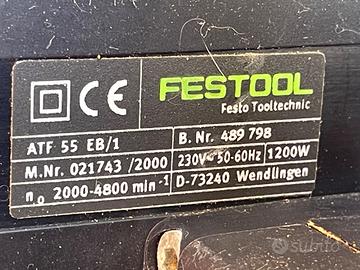 CE FESTOOL
Festo Tooltechnic
ATF 55 EB/1 B.Nr. 489 798
M.Nr. 021743 /2000 230V~ 50-60Hz 1200W
n₀ 2000-4800 min⁻¹ D-73240 Wendlingen
subito